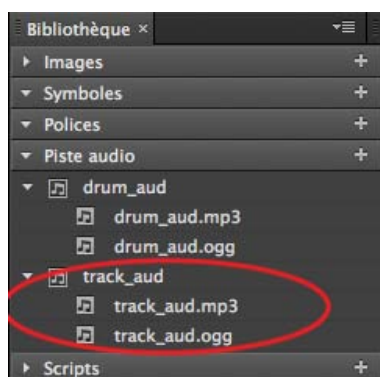 Bibliothèque ×
Images +
Symboles +
Polices +
Piste audio +
drum_aud
drum_aud.mp3
drum_aud.ogg
track_aud
track_aud.mp3
track_aud.ogg
Scripts +